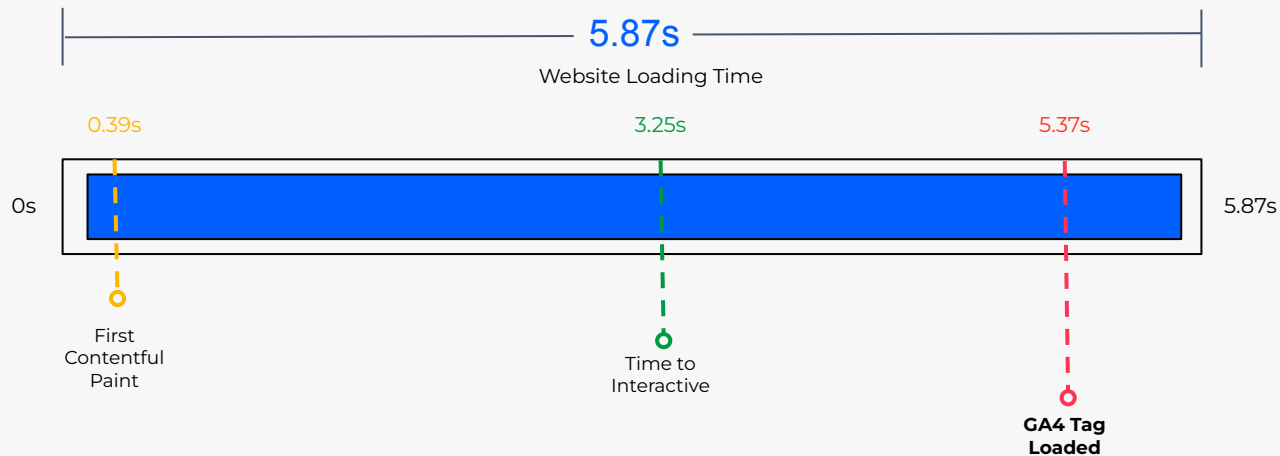 5.87s
Website Loading Time
0.39s
3.25s
5.37s
0s
5.87s
First
Contentful
Paint
Time to
Interactive
GA4 Tag
Loaded